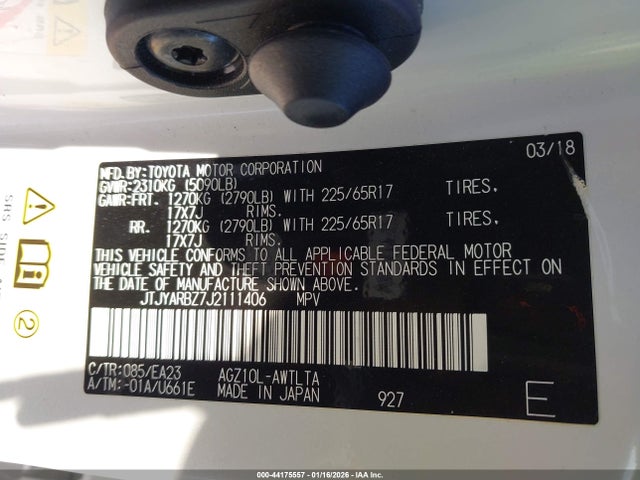 03/18
MFD.BY:TOYOTA MOTOR CORPORATION
GVWR:2310KG (5090LB)
GAWR:FRT. 1270KG (2790LB) WITH 225/65R17 TIRES.
17X7J RIMS.
RR. 1270KG (2790LB) WITH 225/65R17 TIRES.
17X7J RIMS.
THIS VEHICLE CONFORMS TO ALL APPLICABLE FEDERAL MOTOR
VEHICLE SAFETY AND THEFT PREVENTION STANDARDS IN EFFECT ON
THE DATE OF MANUFACTURE SHOWN ABOVE.
JTJYARBZ7J2111406 MPV
C/TR:085/EA23 AGZ10L-AWTLTA
A/TM:-01A/U661E MADE IN JAPAN 927 E
SRS SIDE
2
000-44175557 | 01/16/2026 | IAA Inc.